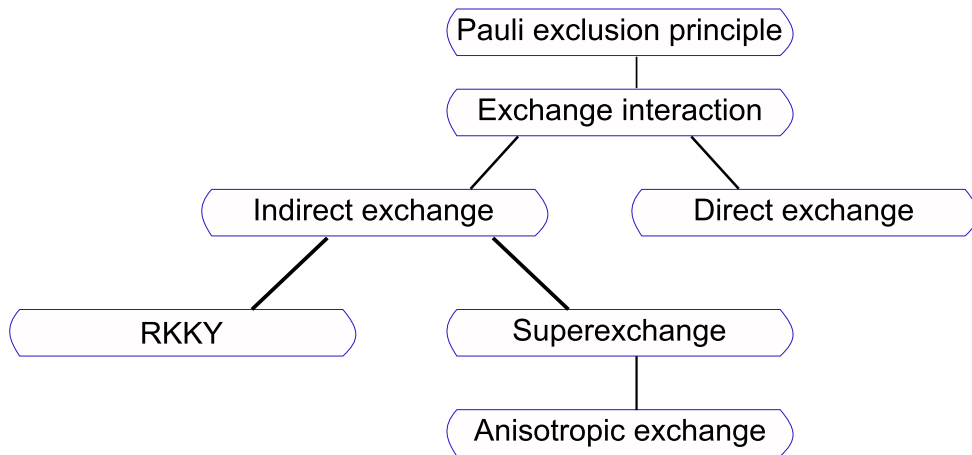 Pauli exclusion principle
Exchange interaction
Indirect exchange
Direct exchange
RKKY
Superexchange
Anisotropic exchange